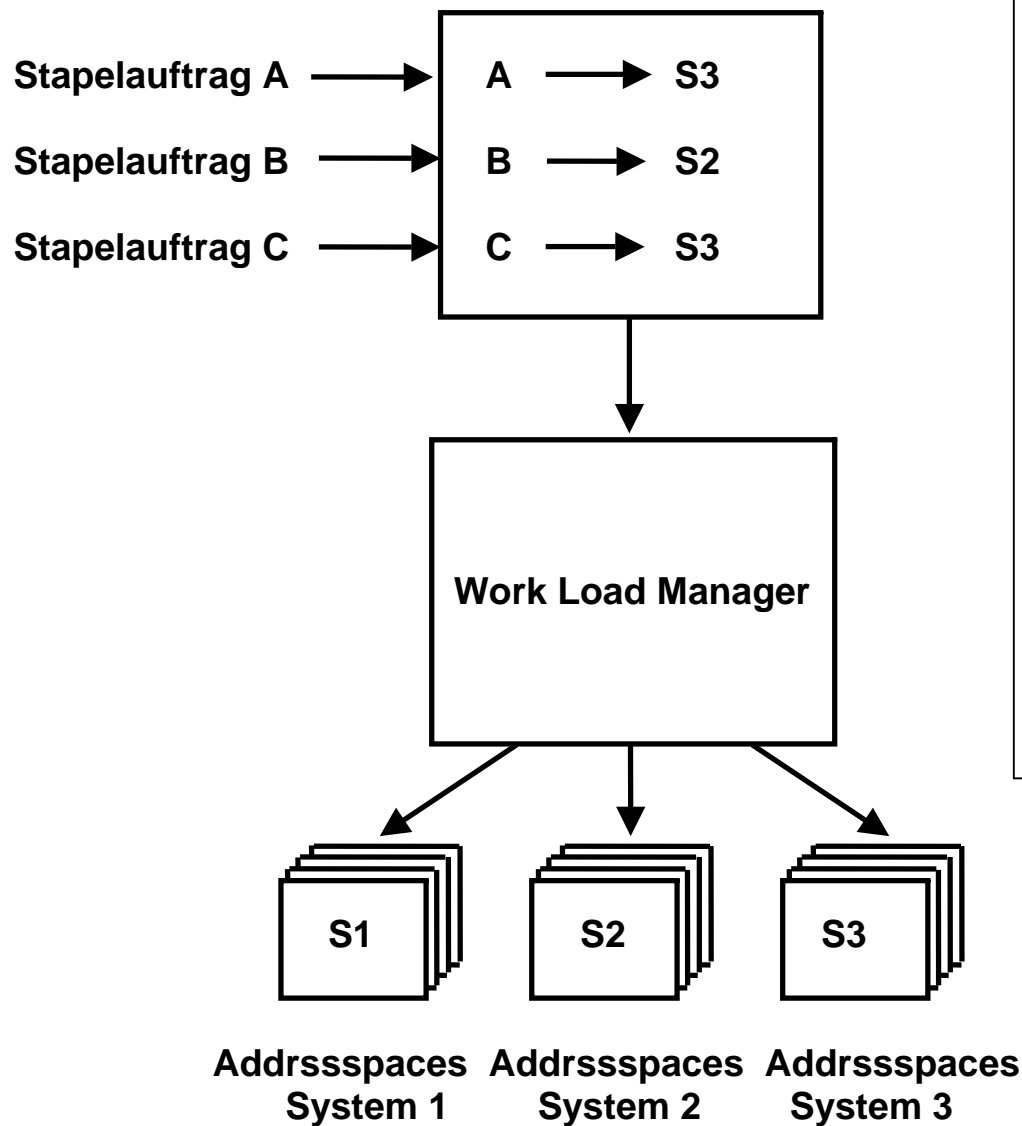 Stapelauftrag A A S3
Stapelauftrag B B S2
Stapelauftrag C C S3
Work Load Manager
S1 S2 S3
Addrssspaces Addrssspaces Addrssspaces
System 1 System 2 System 3